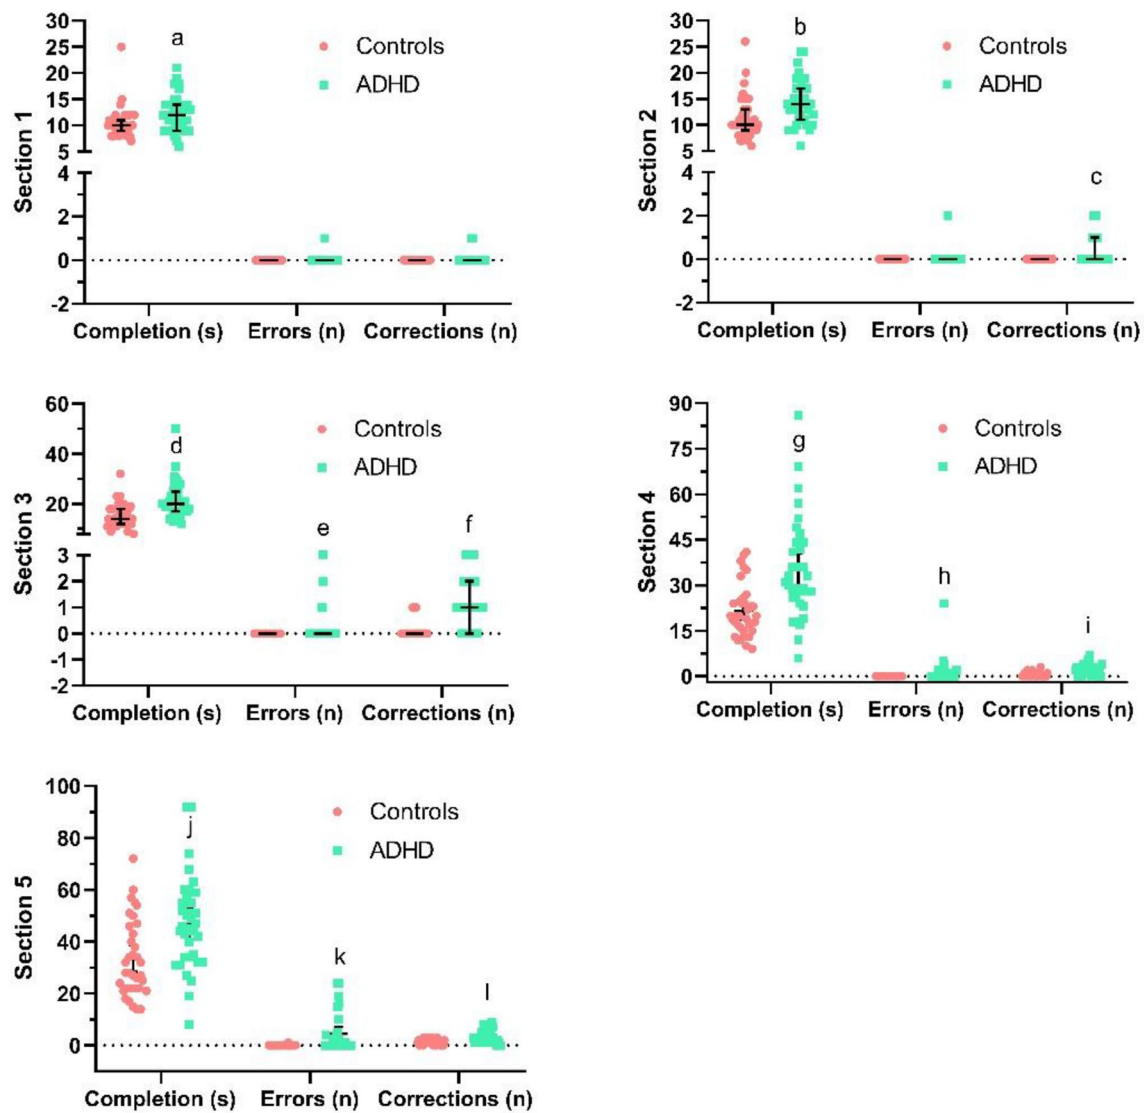 Section 1
30
25
20
15
10
5
4
2
0
-2
a
Controls
ADHD
Completion (s) Errors (n) Corrections (n)
Section 2
30
25
20
15
10
5
4
2
0
-2
b
c
Controls
ADHD
Completion (s) Errors (n) Corrections (n)
Section 3
60
40
20
3
2
1
0
-1
-2
d
e
f
Controls
ADHD
Completion (s) Errors (n) Corrections (n)
Section 4
90
75
60
45
30
15
0
g
h
i
Controls
ADHD
Completion (s) Errors (n) Corrections (n)
Section 5
100
80
60
40
20
0
j
k
l
Controls
ADHD
Completion (s) Errors (n) Corrections (n)